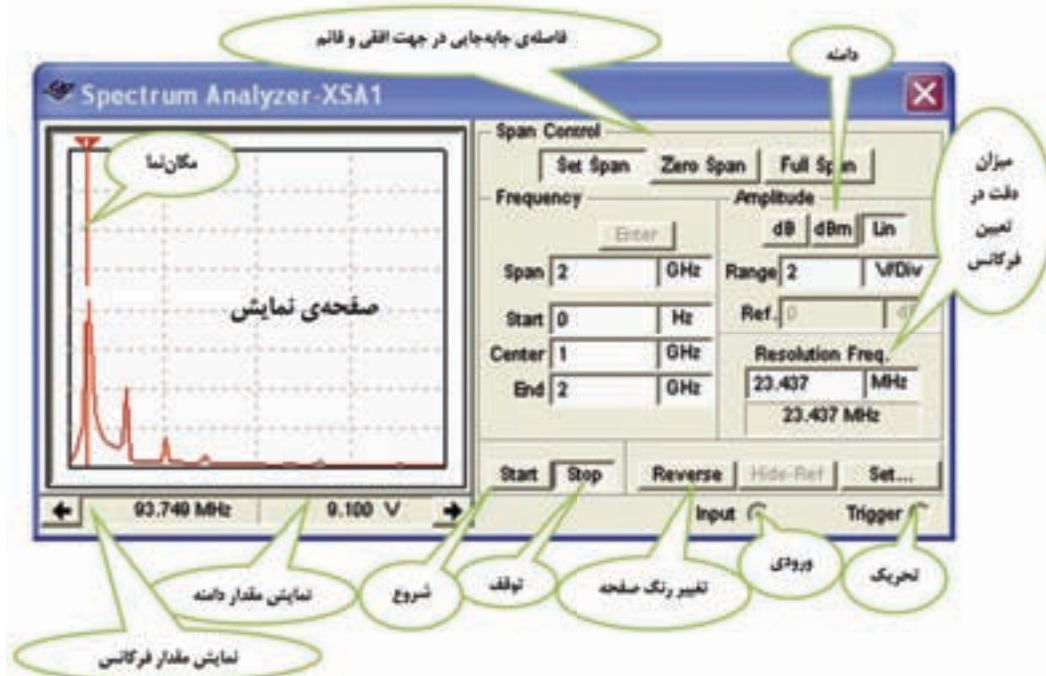 فاصله‌ی جابه‌جایی در جهت افقی و قائم
دامنه
Spectrum Analyzer-XSA1
مکان‌نما
صفحه‌ی نمایش
Span Control
Set Span Zero Span Full Span
میزان
دقت در
تعیین
فرکانس
Frequency
Enter
Span 2 GHz
Start 0 Hz
Center 1 GHz
End 2 GHz
Amplitude
dB dBm Lin
Range 2 V/Div
Ref. 0
Resolution Freq.
23.437 MHz
23.437 MHz
Start Stop Reverse Hide-Ref Set...
93.749 MHz 9.100 V
Input Trigger
نمایش مقدار دامنه
شروع
توقف
تغییر رنگ صفحه
ورودی
تحریک
نمایش مقدار فرکانس